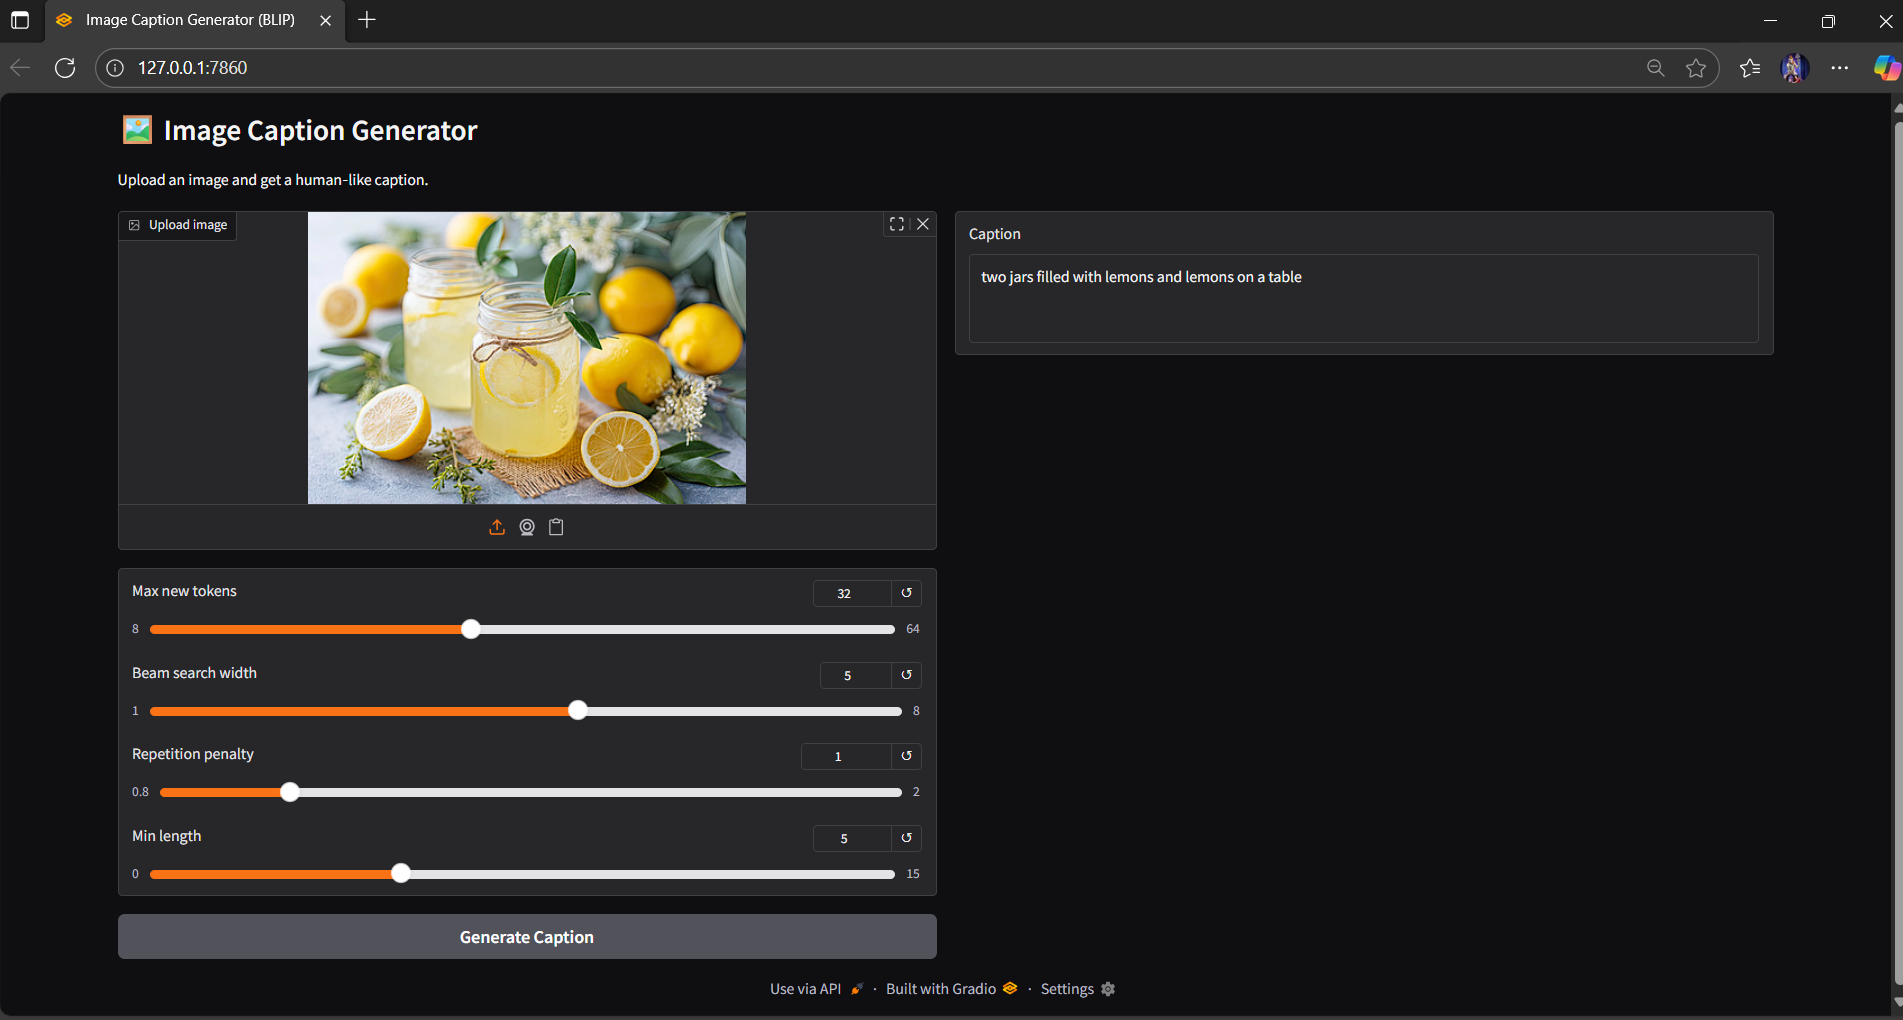 Image Caption Generator (BLIP)
127.0.0.1:7860
Image Caption Generator
Upload an image and get a human-like caption.
Upload image
Caption
two jars filled with lemons and lemons on a table
Max new tokens
32
8
64
Beam search width
5
1
8
Repetition penalty
1
0.8
2
Min length
5
0
15
Generate Caption
Use via API · Built with Gradio · Settings